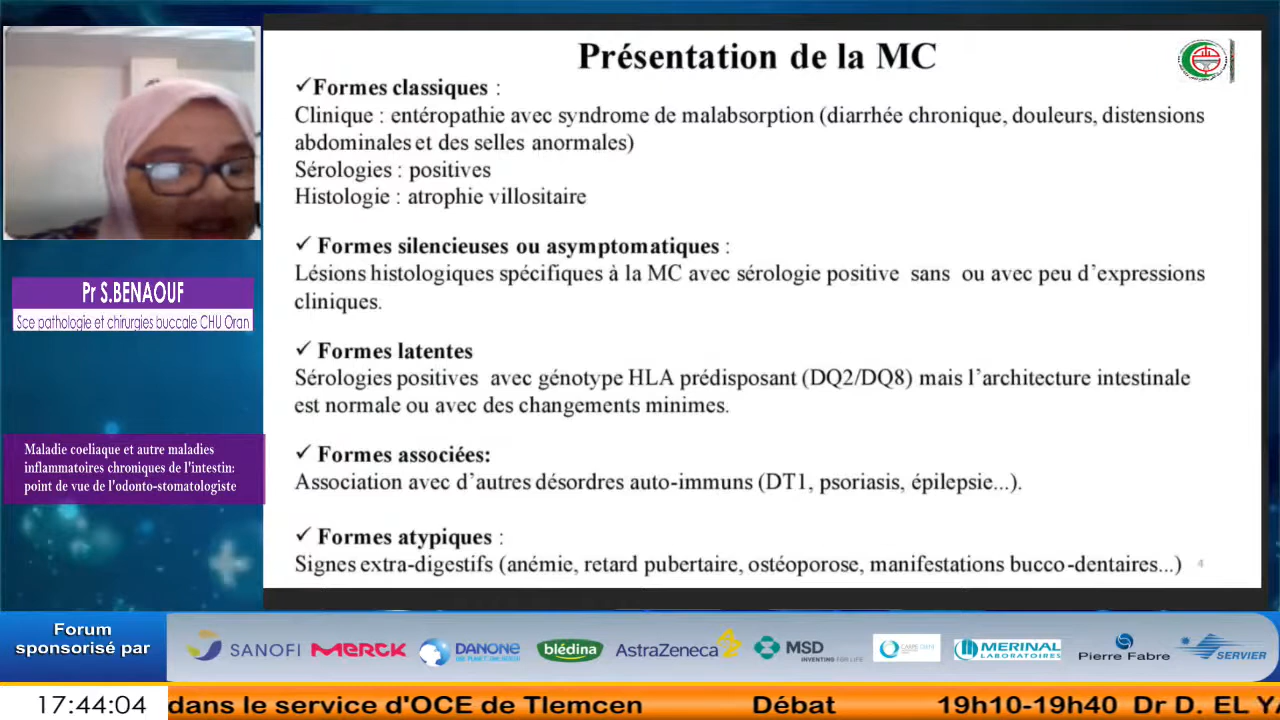 Présentation de la MC
✓Formes classiques :
Clinique : entéropathie avec syndrome de malabsorption (diarrhée chronique, douleurs, distensions
abdominales et des selles anormales)
Sérologies : positives
Histologie : atrophie villositaire
✓ Formes silencieuses ou asymptomatiques :
Lésions histologiques spécifiques à la MC avec sérologie positive sans ou avec peu d'expressions
cliniques.
✓ Formes latentes
Sérologies positives avec génotype HLA prédisposant (DQ2/DQ8) mais l'architecture intestinale
est normale ou avec des changements minimes.
✓ Formes associées:
Association avec d'autres désordres auto-immuns (DT1, psoriasis, épilepsie...).
✓ Formes atypiques :
Signes extra-digestifs (anémie, retard pubertaire, ostéoporose, manifestations bucco-dentaires...)
4
Pr S.BENAOUF
Sce pathologie et chirurgies buccale CHU Oran
Maladie coeliaque et autre maladies
inflammatoires chroniques de l'intestin:
point de vue de l'odonto-stomatologiste
Forum
sponsorisé par
SANOFI
MERCK
DANONE
blédina
AstraZeneca
MSD
INVENTING FOR LIFE
MERINAL
LABORATOIRES
Pierre Fabre
SERVIER
17:44:04
dans le service d'OCE de Tlemcen Débat 19h10-19h40 Dr D. EL YA